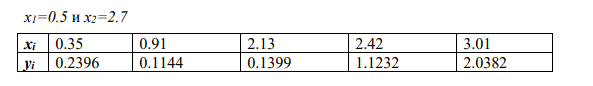 x1=0.5 и x2=2.7
xi 0.35 0.91 2.13 2.42 3.01
yi 0.2396 0.1144 0.1399 1.1232 2.0382